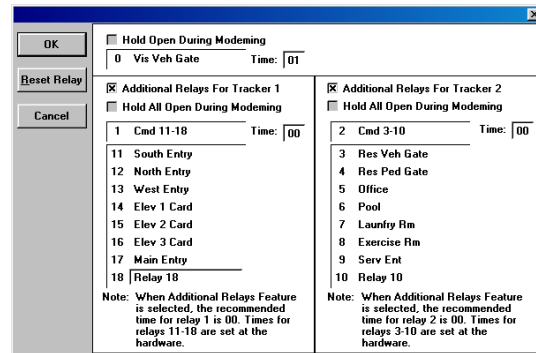 OK
Reset Relay
Cancel
Hold Open During Modeming
0 Vis Veh Gate Time: 01
Additional Relays For Tracker 1
Hold All Open During Modeming
1 Cmd 11-18 Time: 00
11 South Entry
12 North Entry
13 West Entry
14 Elev 1 Card
15 Elev 2 Card
16 Elev 3 Card
17 Main Entry
18 Relay 18
Note: When Additional Relays Feature
is selected, the recommended
time for relay 1 is 00. Times for
relays 11-18 are set at the
hardware.
Additional Relays For Tracker 2
Hold All Open During Modeming
2 Cmd 3-10 Time: 00
3 Res Veh Gate
4 Res Ped Gate
5 Office
6 Pool
7 Launfry Rm
8 Exercise Rm
9 Serv Ent
10 Relay 10
Note: When Additional Relays Feature
is selected, the recommended
time for relay 2 is 00. Times for
relays 3-10 are set at the
hardware.